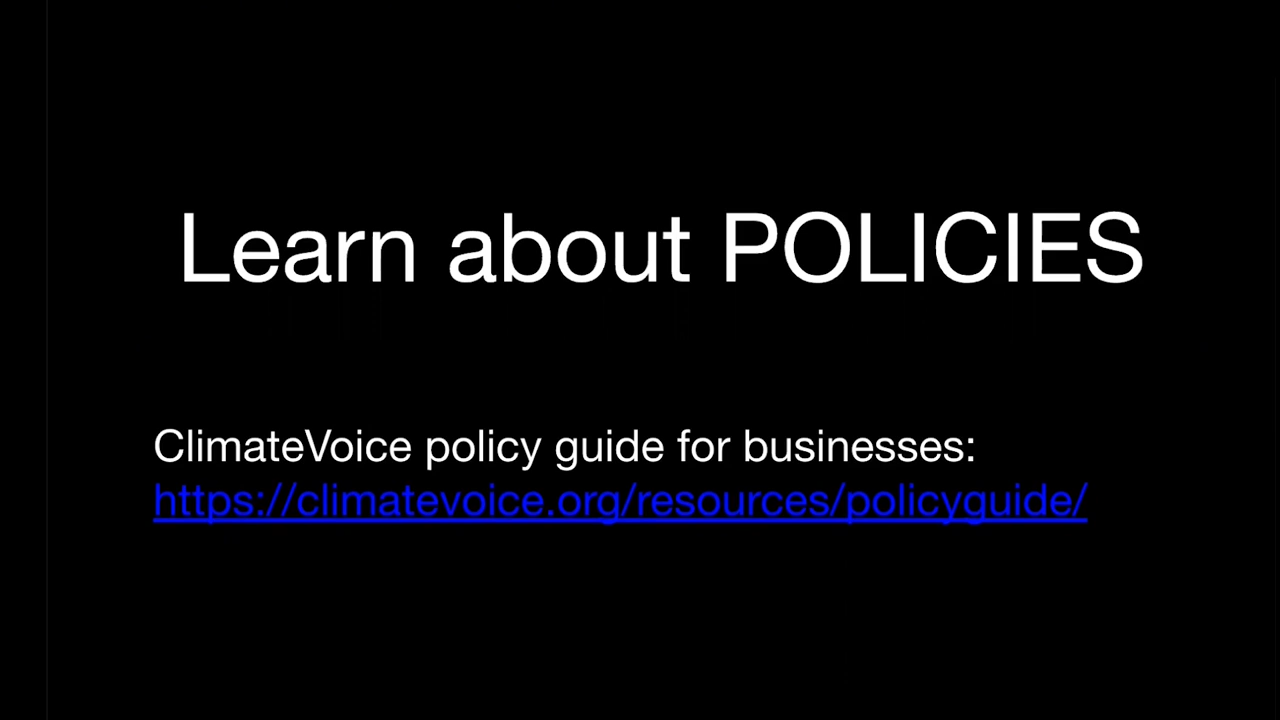 Learn about POLICIES
ClimateVoice policy guide for businesses:
https://climatevoice.org/resources/policyguide/